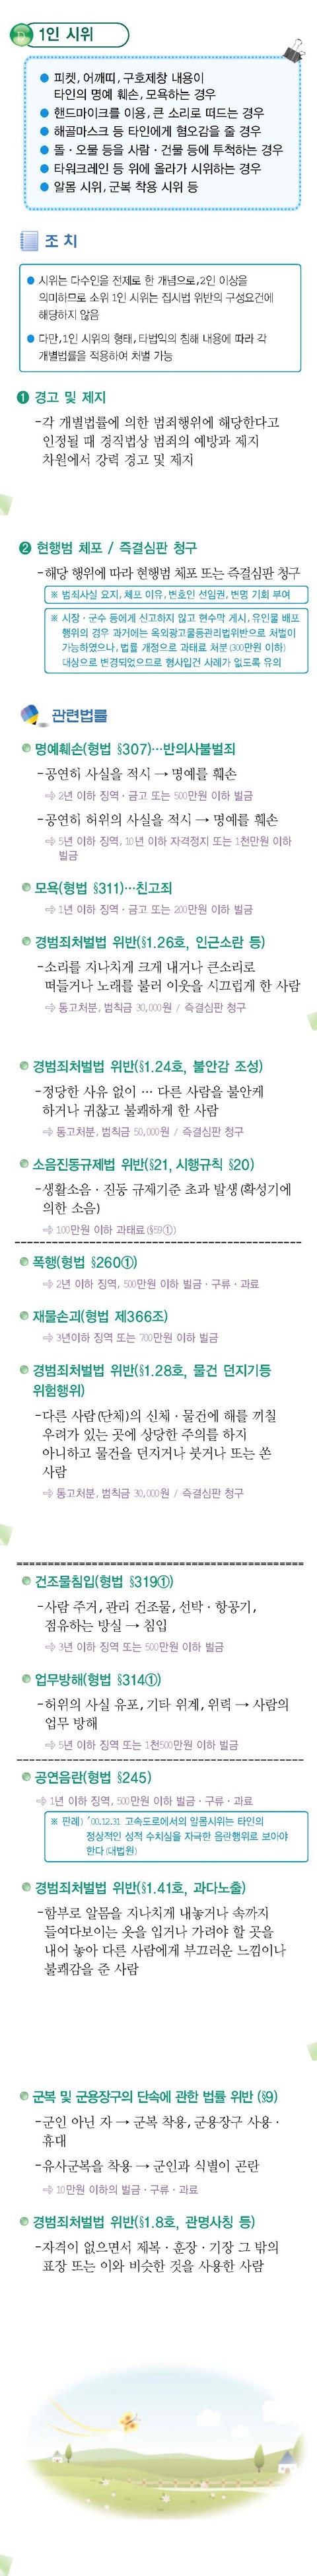 D 1인 시위
● 피켓, 어깨띠, 구호제창 내용이
타인의 명예 훼손, 모욕하는 경우
● 핸드마이크를 이용, 큰 소리로 떠드는 경우
● 해골마스크 등 타인에게 혐오감을 줄 경우
● 돌·오물 등을 사람·건물 등에 투척하는 경우
● 타워크레인 등 위에 올라가 시위하는 경우
● 알몸 시위, 군복 착용 시위 등
조 치
● 시위는 다수인을 전제로 한 개념으로, 2인 이상을
의미하므로 소위 1인 시위는 집시법 위반의 구성요건에
해당하지 않음
● 다만, 1인 시위의 형태, 타법익의 침해 내용에 따라 각
개별법률을 적용하여 처벌 가능
❶ 경고 및 제지
-각 개별법률에 의한 범죄행위에 해당한다고
인정될 때 경직법상 범죄의 예방과 제지
차원에서 강력 경고 및 제지
❷ 현행범 체포 / 즉결심판 청구
-해당 행위에 따라 현행범 체포 또는 즉결심판 청구
※ 범죄사실 요지, 체포 이유, 변호인 선임권, 변명 기회 부여
※ 시장·군수 등에게 신고하지 않고 현수막 게시, 유인물 배포
행위의 경우 과거에는 옥외광고물등관리법위반으로 처벌이
가능하였으나, 법률 개정으로 과태료 처분(300만원 이하)
대상으로 변경되었으므로 형사입건 사례가 없도록 유의
관련법률
명예훼손(형법 §307)…반의사불벌죄
-공연히 사실을 적시 → 명예를 훼손
⇨ 2년 이하 징역·금고 또는 500만원 이하 벌금
-공연히 허위의 사실을 적시 → 명예를 훼손
⇨ 5년 이하 징역, 10년 이하 자격정지 또는 1천만원 이하
벌금
모욕(형법 §311)…친고죄
⇨ 1년 이하 징역·금고 또는 200만원 이하 벌금
경범죄처벌법 위반(§1.26호, 인근소란 등)
-소리를 지나치게 크게 내거나 큰소리로
떠들거나 노래를 불러 이웃을 시끄럽게 한 사람
⇨ 통고처분, 범칙금 30,000원 / 즉결심판 청구
경범죄처벌법 위반(§1.24호, 불안감 조성)
-정당한 사유 없이 … 다른 사람을 불안케
하거나 귀찮고 불쾌하게 한 사람
⇨ 통고처분, 범칙금 50,000원 / 즉결심판 청구
소음진동규제법 위반(§21, 시행규칙 §20)
-생활소음·진동 규제기준 초과 발생(확성기에
의한 소음)
⇨ 100만원 이하 과태료(§59①)
폭행(형법 §260①)
⇨ 2년 이하 징역, 500만원 이하 벌금·구류·과료
재물손괴(형법 제366조)
⇨ 3년이하 징역 또는 700만원 이하 벌금
경범죄처벌법 위반(§1.28호, 물건 던지기등
위험행위)
-다른 사람(단체)의 신체·물건에 해를 끼칠
우려가 있는 곳에 상당한 주의를 하지
아니하고 물건을 던지거나 붓거나 또는 쏜
사람
⇨ 통고처분, 범칙금 30,000원 / 즉결심판 청구
건조물침입(형법 §319①)
-사람 주거, 관리 건조물, 선박·항공기,
점유하는 방실 → 침입
⇨ 3년 이하 징역 또는 500만원 이하 벌금
업무방해(형법 §314①)
-허위의 사실 유포, 기타 위계, 위력 → 사람의
업무 방해
⇨ 5년 이하 징역 또는 1천500만원 이하 벌금
공연음란(형법 §245)
⇨ 1년 이하 징역, 500만원 이하 벌금·구류·과료
※ 판례) ´00.12.31 고속도로에서의 알몸시위는 타인의
정상적인 성적 수치심을 자극한 음란행위로 보아야
한다(대법원)
경범죄처벌법 위반(§1.41호, 과다노출)
-함부로 알몸을 지나치게 내놓거나 속까지
들여다보이는 옷을 입거나 가려야 할 곳을
내어 놓아 다른 사람에게 부끄러운 느낌이나
불쾌감을 준 사람
군복 및 군용장구의 단속에 관한 법률 위반 (§9)
-군인 아닌 자 → 군복 착용, 군용장구 사용·
휴대
-유사군복을 착용 → 군인과 식별이 곤란
⇨ 10만원 이하의 벌금·구류·과료
경범죄처벌법 위반(§1.8호, 관명사칭 등)
-자격이 없으면서 제복·훈장·기장 그 밖의
표장 또는 이와 비슷한 것을 사용한 사람